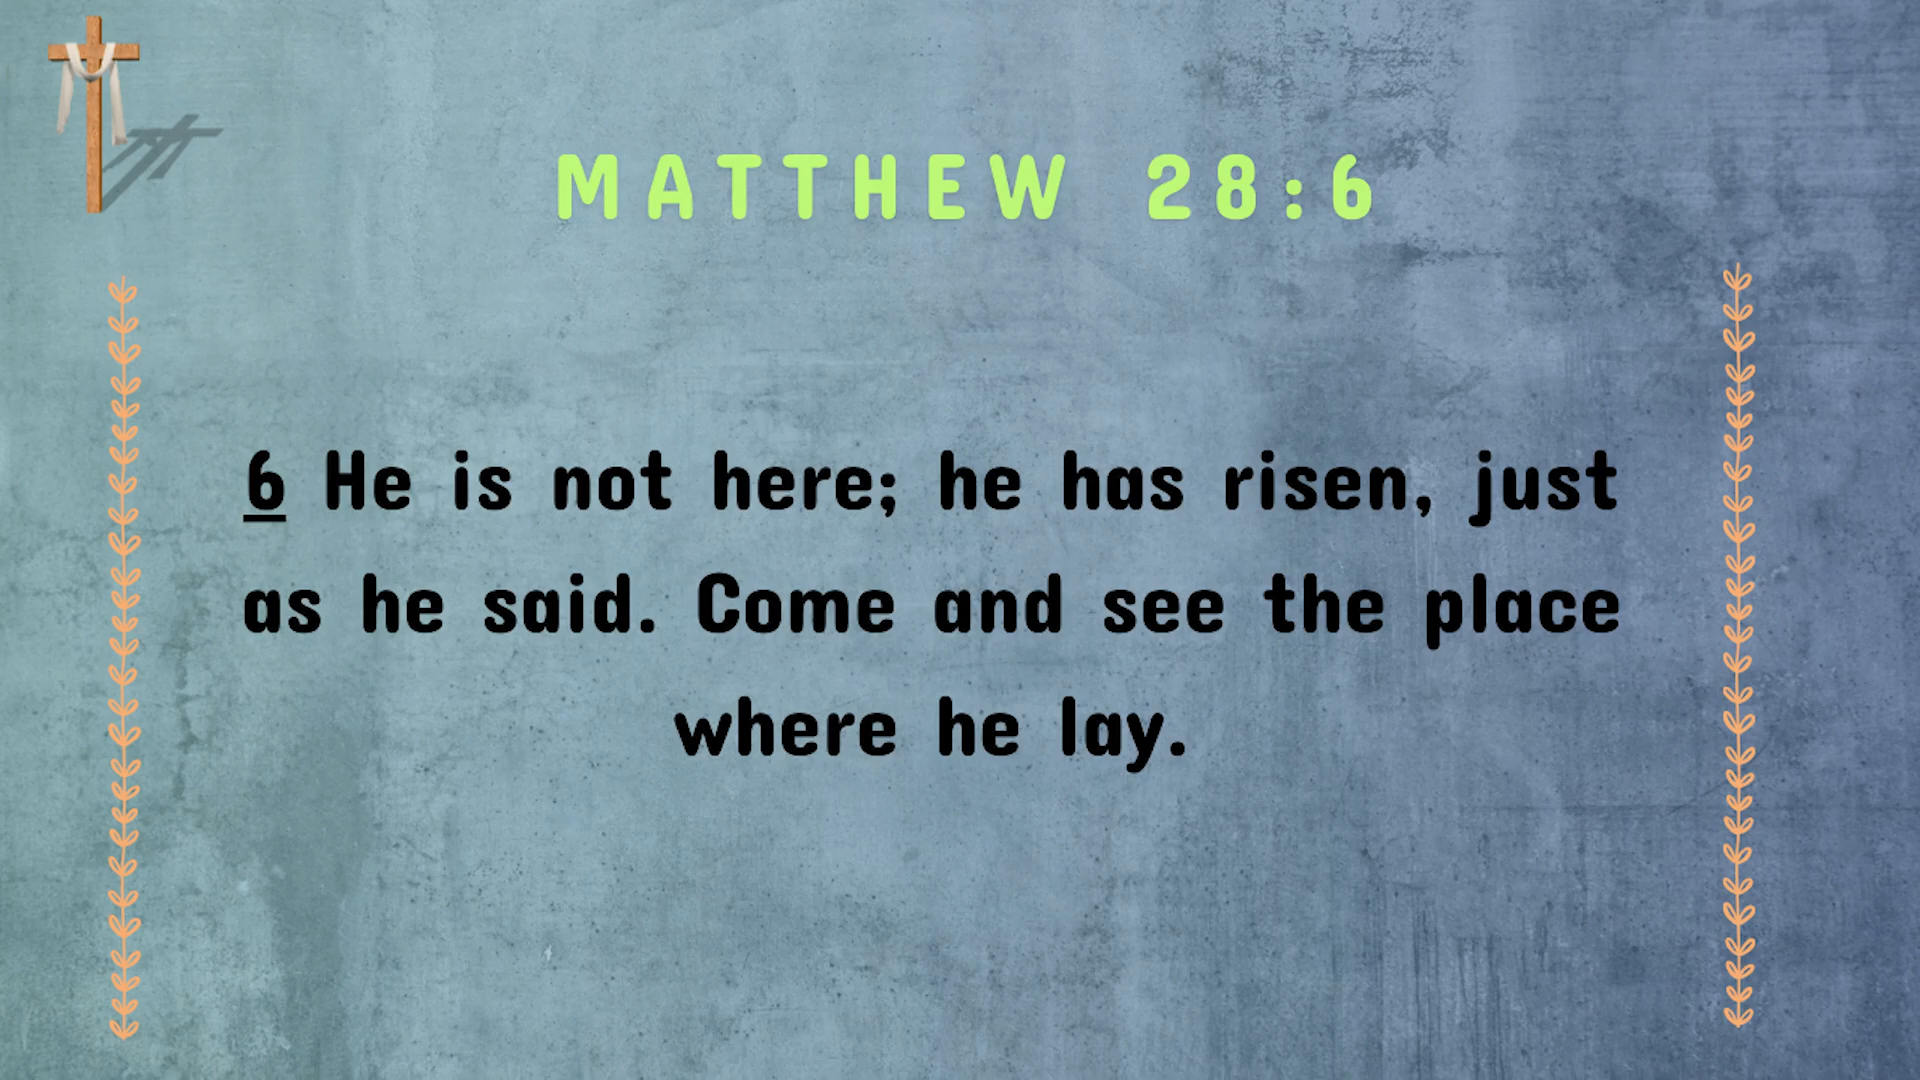 MATTHEW 28:6
6 He is not here; he has risen, just
as he said. Come and see the place
where he lay.